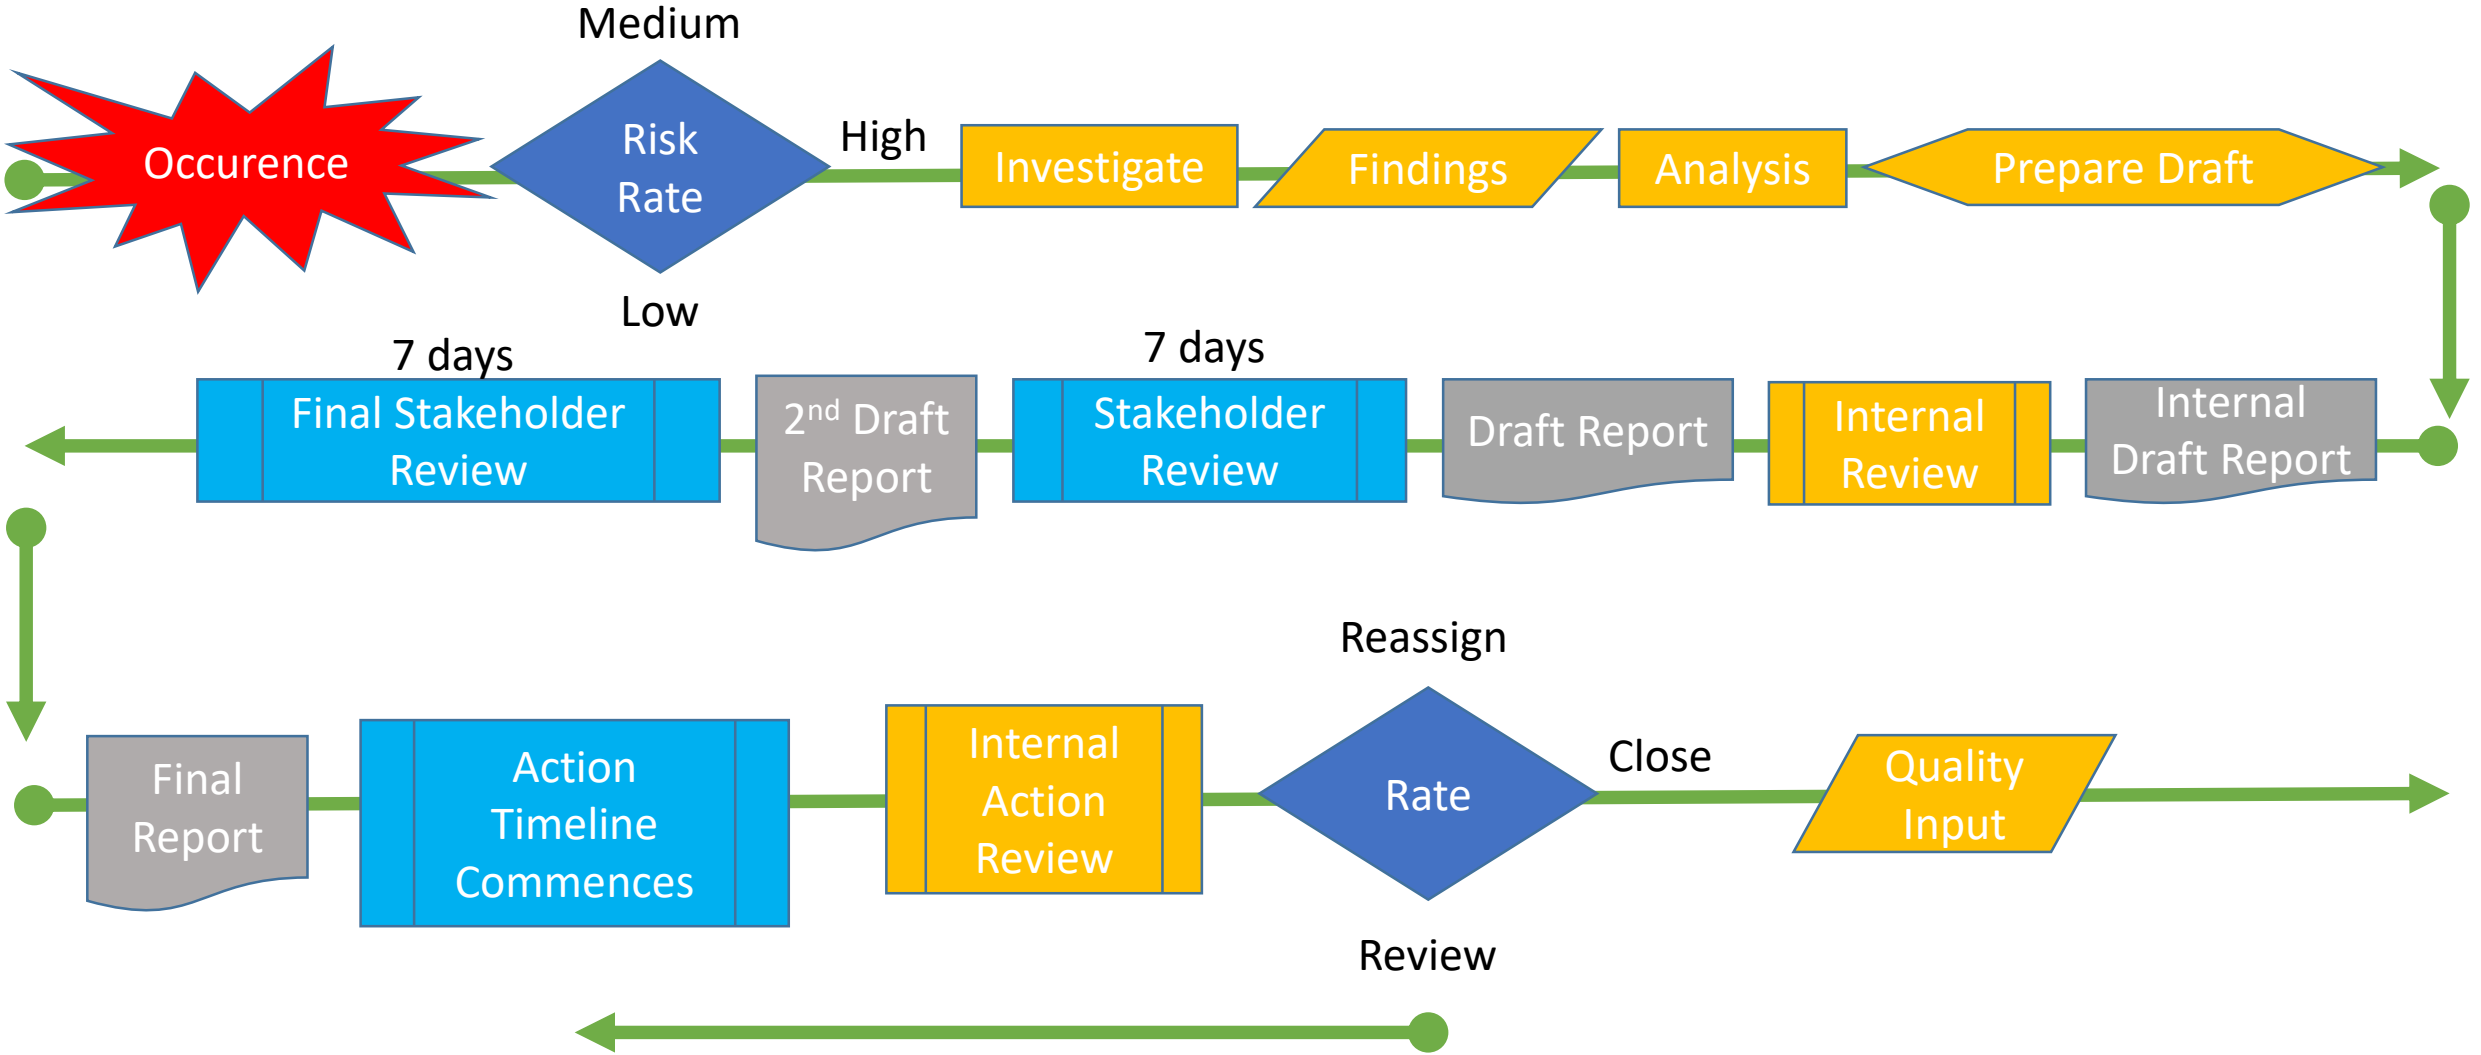 Medium
Occurence
Risk
Rate
High
Investigate
Findings
Analysis
Prepare Draft
Low
7 days
Final Stakeholder
Review
2nd Draft
Report
7 days
Stakeholder
Review
Draft Report
Internal
Review
Internal
Draft Report
Final
Report
Action
Timeline
Commences
Internal
Action
Review
Reassign
Rate
Close
Review
Quality
Input